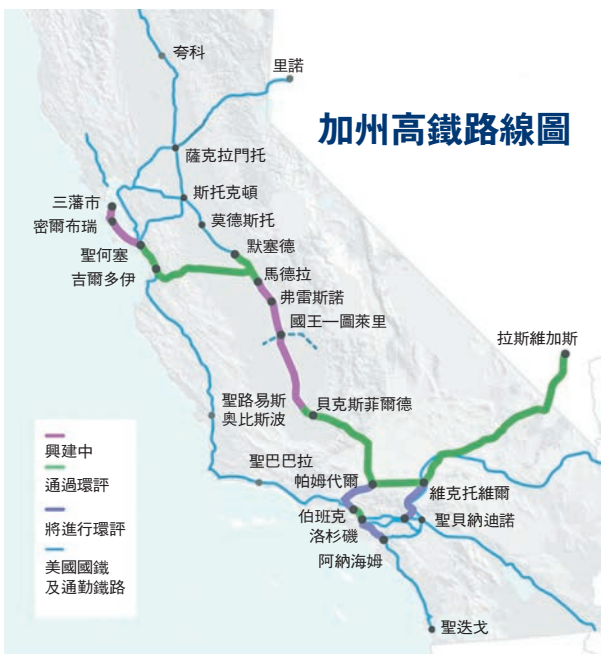 夸科
里諾
加州高鐵路線圖
薩克拉門托
斯托克頓
三藩市
密爾布瑞
莫德斯托
聖何塞
默塞德
吉爾多伊
馬德拉
弗雷斯諾
國王—圖萊里
拉斯維加斯
聖路易斯
奧比斯波
貝克斯菲爾德
興建中
通過環評
將進行環評
美國國鐵
及通勤鐵路
聖巴巴拉
帕姆代爾
維克托維爾
伯班克
聖貝納迪諾
洛杉磯
阿納海姆
聖迭戈